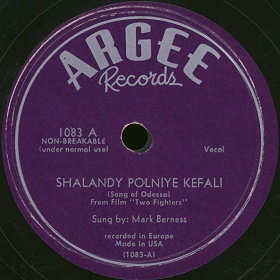 ARGEE
Records
1083 A
NON-BREAKABLE
(under normal use)
Vocal
SHALANDY POLNIYE KEFALI
(Song of Odessa)
From Film "Two Fighters"
Sung by: Mark Berness
recorded in Europe
Made in USA
(1083-A)